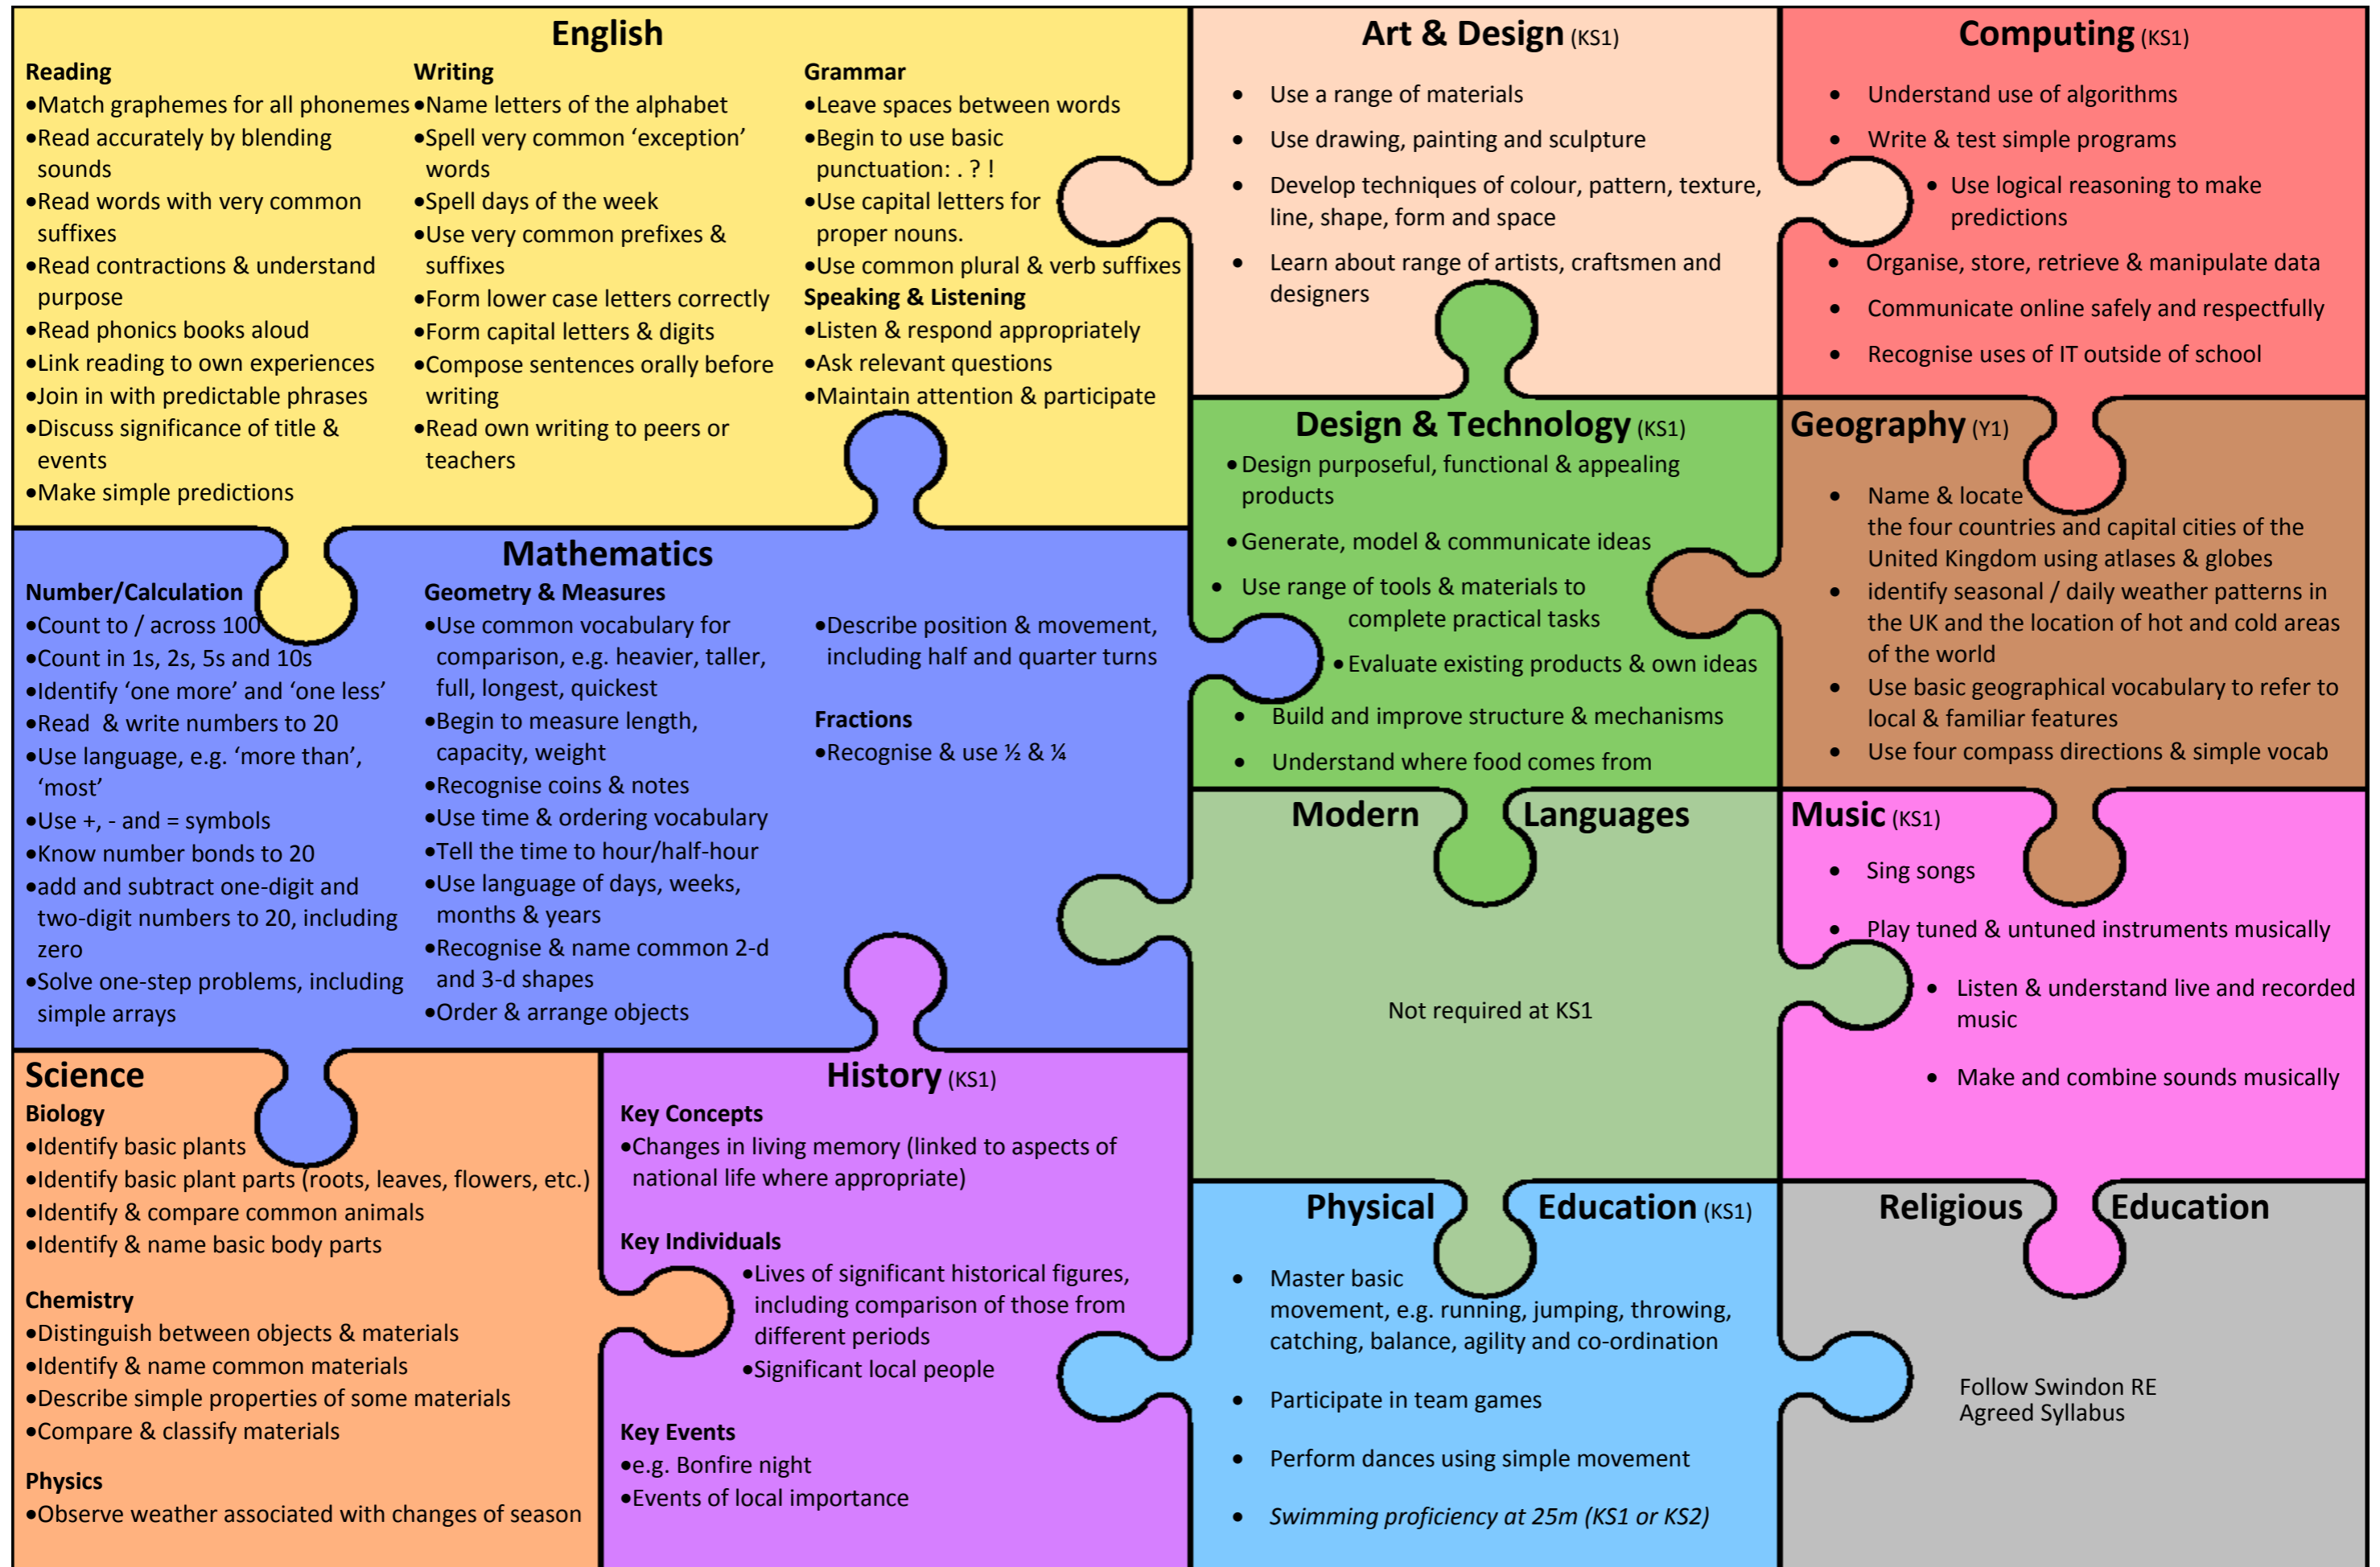 English
Reading
•Match graphemes for all phonemes
•Read accurately by blending
sounds
•Read words with very common
suffixes
•Read contractions & understand
purpose
•Read phonics books aloud
•Link reading to own experiences
•Join in with predictable phrases
•Discuss significance of title &
events
•Make simple predictions
Writing
•Name letters of the alphabet
•Spell very common ‘exception’
words
•Spell days of the week
•Use very common prefixes &
suffixes
•Form lower case letters correctly
•Form capital letters & digits
•Compose sentences orally before
writing
•Read own writing to peers or
teachers
Grammar
•Leave spaces between words
•Begin to use basic
punctuation: . ? !
•Use capital letters for
proper nouns.
•Use common plural & verb suffixes
Speaking & Listening
•Listen & respond appropriately
•Ask relevant questions
•Maintain attention & participate
Art & Design (KS1)
• Use a range of materials
• Use drawing, painting and sculpture
• Develop techniques of colour, pattern, texture,
line, shape, form and space
• Learn about range of artists, craftsmen and
designers
Computing (KS1)
• Understand use of algorithms
• Write & test simple programs
• Use logical reasoning to make
predictions
• Organise, store, retrieve & manipulate data
• Communicate online safely and respectfully
• Recognise uses of IT outside of school
Mathematics
Number/Calculation
•Count to / across 100
•Count in 1s, 2s, 5s and 10s
•Identify ‘one more’ and ‘one less’
•Read  & write numbers to 20
•Use language, e.g. ‘more than’,
‘most’
•Use +, - and = symbols
•Know number bonds to 20
•add and subtract one-digit and
two-digit numbers to 20, including
zero
•Solve one-step problems, including
simple arrays
Geometry & Measures
•Use common vocabulary for
comparison, e.g. heavier, taller,
full, longest, quickest
•Begin to measure length,
capacity, weight
•Recognise coins & notes
•Use time & ordering vocabulary
•Tell the time to hour/half-hour
•Use language of days, weeks,
months & years
•Recognise & name common 2-d
and 3-d shapes
•Order & arrange objects
•Describe position & movement,
including half and quarter turns
Fractions
•Recognise & use ½ & ¼
Design & Technology (KS1)
• Design purposeful, functional & appealing
products
• Generate, model & communicate ideas
• Use range of tools & materials to
complete practical tasks
• Evaluate existing products & own ideas
• Build and improve structure & mechanisms
• Understand where food comes from
Geography (Y1)
• Name & locate
the four countries and capital cities of the
United Kingdom using atlases & globes
• identify seasonal / daily weather patterns in
the UK and the location of hot and cold areas
of the world
• Use basic geographical vocabulary to refer to
local & familiar features
• Use four compass directions & simple vocab
Modern Languages
Not required at KS1
Music (KS1)
• Sing songs
• Play tuned & untuned instruments musically
• Listen & understand live and recorded
music
• Make and combine sounds musically
Science
Biology
•Identify basic plants
•Identify basic plant parts (roots, leaves, flowers, etc.)
•Identify & compare common animals
•Identify & name basic body parts
Chemistry
•Distinguish between objects & materials
•Identify & name common materials
•Describe simple properties of some materials
•Compare & classify materials
Physics
•Observe weather associated with changes of season
History (KS1)
Key Concepts
•Changes in living memory (linked to aspects of
national life where appropriate)
Key Individuals
•Lives of significant historical figures,
including comparison of those from
different periods
•Significant local people
Key Events
•e.g. Bonfire night
•Events of local importance
Physical Education (KS1)
• Master basic
movement, e.g. running, jumping, throwing,
catching, balance, agility and co-ordination
• Participate in team games
• Perform dances using simple movement
• Swimming proficiency at 25m (KS1 or KS2)
Religious Education
Follow Swindon RE
Agreed Syllabus